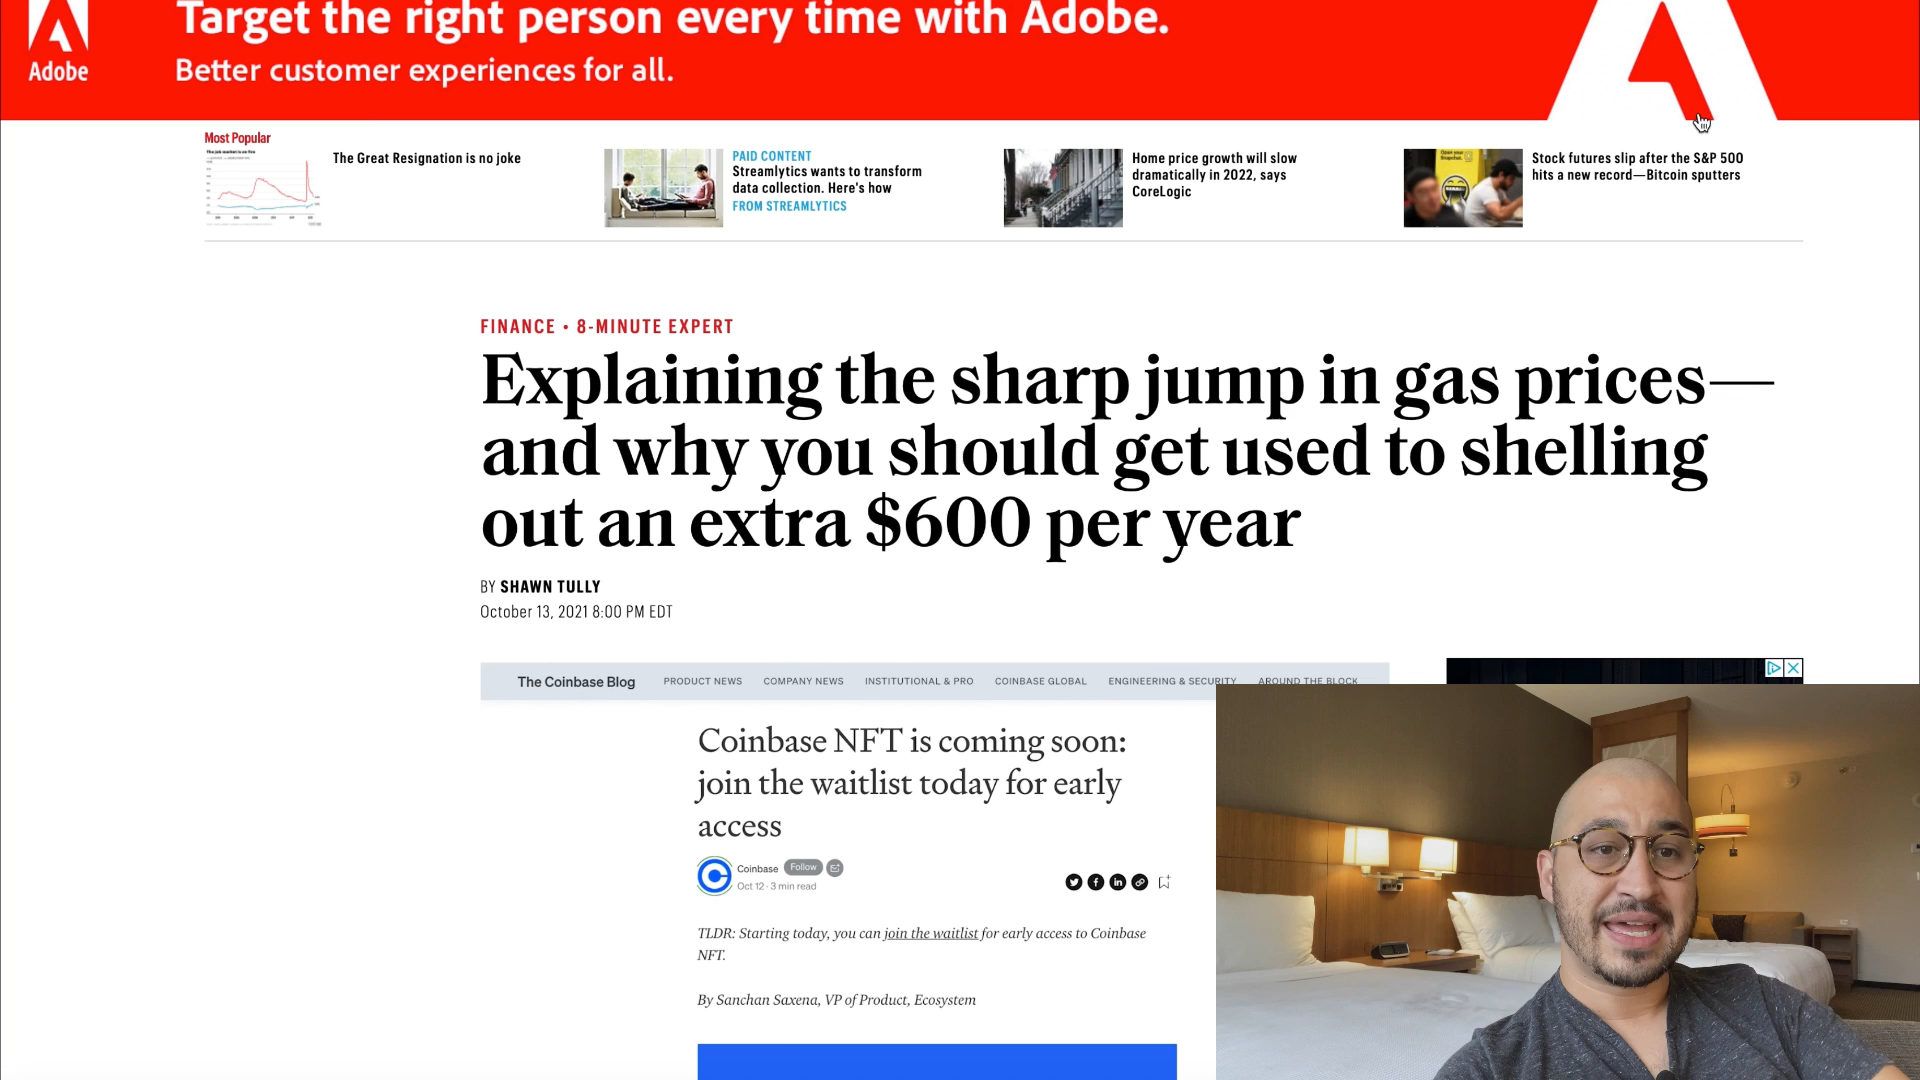 Target the right person every time with Adobe.
Adobe
Better customer experiences for all.
Most Popular
The Great Resignation is no joke
PAID CONTENT
Streamlytics wants to transform
data collection. Here's how
FROM STREAMLYTICS
Home price growth will slow
dramatically in 2022, says
CoreLogic
Stock futures slip after the S&P 500
hits a new record—Bitcoin sputters
FINANCE • 8-MINUTE EXPERT
Explaining the sharp jump in gas prices—
and why you should get used to shelling
out an extra $600 per year
BY SHAWN TULLY
October 13, 2021 8:00 PM EDT
The Coinbase Blog PRODUCT NEWS COMPANY NEWS INSTITUTIONAL & PRO COINBASE GLOBAL ENGINEERING & SECURITY AROUND THE BLOCK
Coinbase NFT is coming soon:
join the waitlist today for early
access
Coinbase Follow
Oct 12 · 3 min read
TLDR: Starting today, you can join the waitlist for early access to Coinbase
NFT.
By Sanchan Saxena, VP of Product, Ecosystem